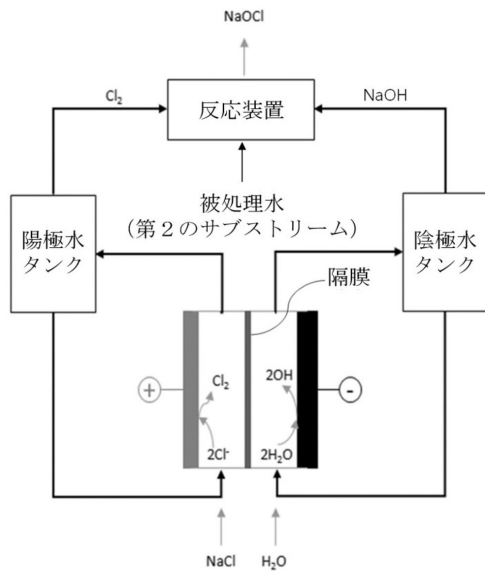 NaOCl
Cl₂
NaOH
反応装置
被処理水
（第２のサブストリーム）
陽極水
タンク
陰極水
タンク
隔膜
+
Cl₂
2OH
-
2Cl⁻
2H₂O
NaCl
H₂O